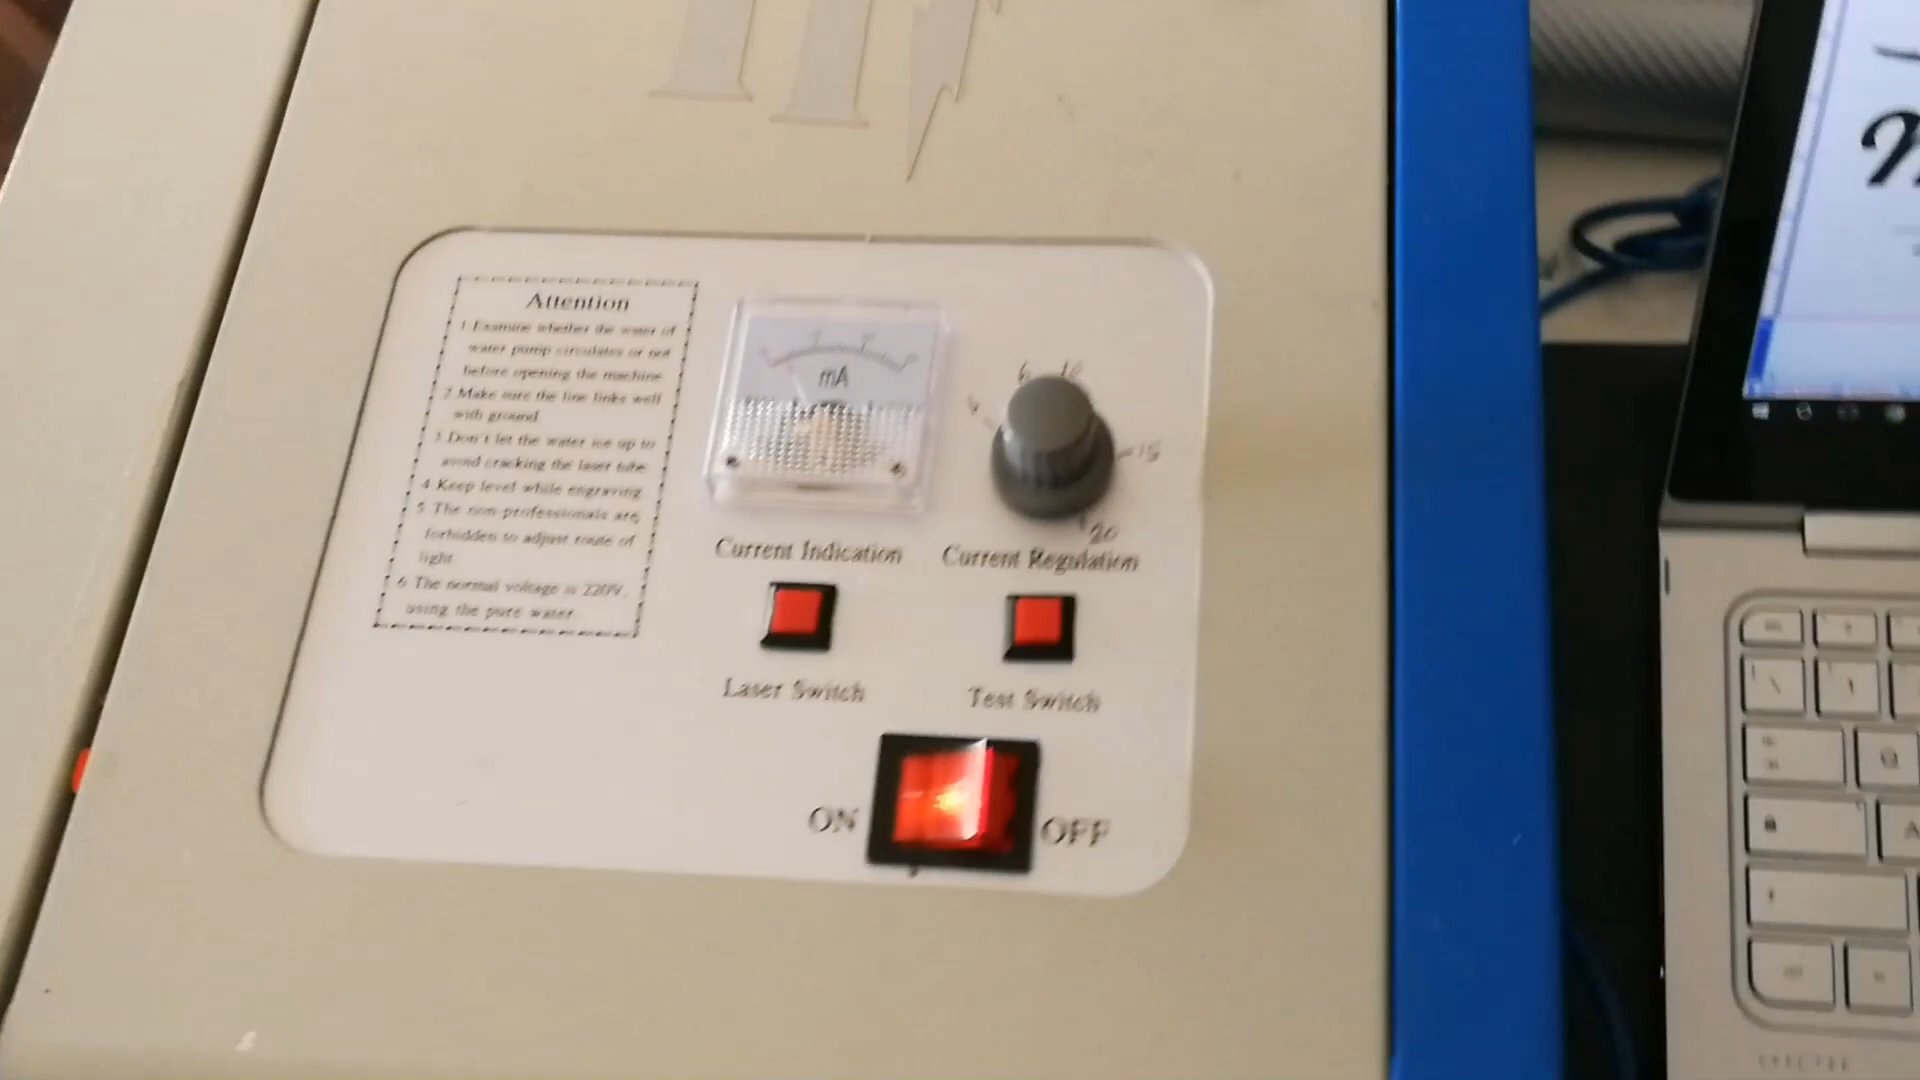 Attention
1.Examine whether the water of
water pump circulates or not
before opening the machine
2.Make sure the line links well
with ground.
3.Don't let the water ice up to
avoid cracking the laser tube.
4.Keep level while engraving.
5.The non-professionals are
forbidden to adjust route of
light.
6.The normal voltage is 220V,
using the pure water
mA
6 10
4
15
20
Current Indication
Current Regulation
Laser Switch
Test Switch
ON
OFF
SPECTRE